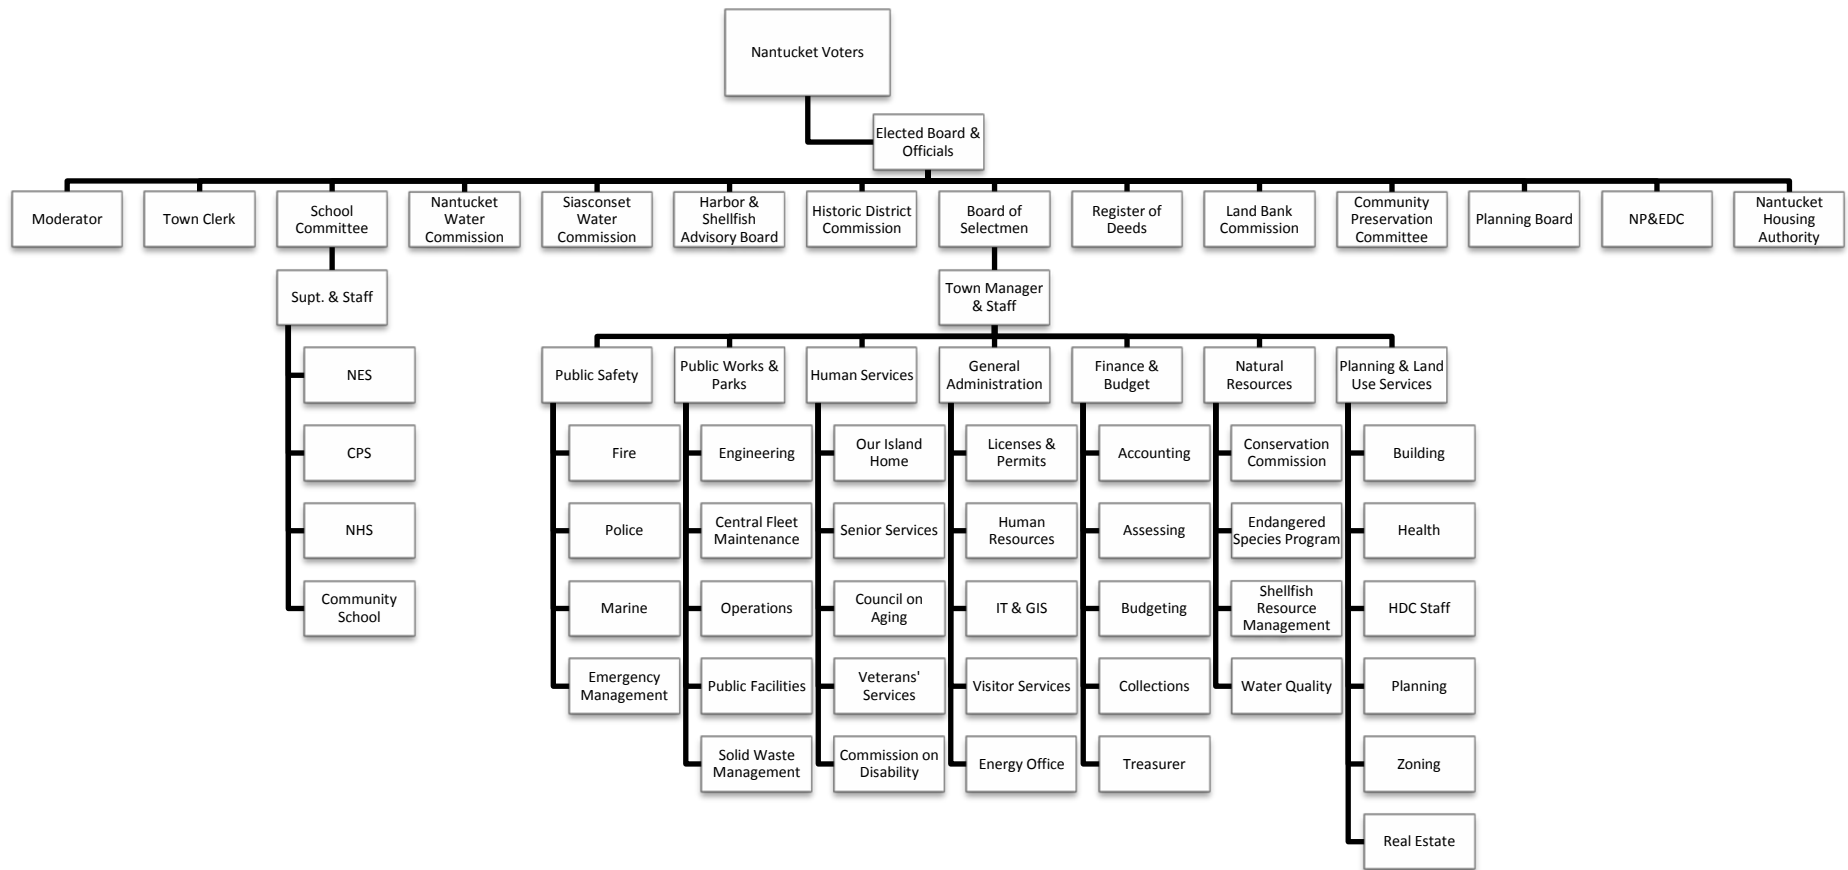 Nantucket Voters
Elected Board &
Officials
Moderator
Town Clerk
School
Committee
Nantucket
Water
Commission
Siasconset
Water
Commission
Harbor &
Shellfish
Advisory Board
Historic District
Commission
Board of
Selectmen
Register of
Deeds
Land Bank
Commission
Community
Preservation
Committee
Planning Board
NP&EDC
Nantucket
Housing
Authority
Supt. & Staff
NES
CPS
NHS
Community
School
Town Manager
& Staff
Public Safety
Fire
Police
Marine
Emergency
Management
Public Works &
Parks
Engineering
Central Fleet
Maintenance
Operations
Public Facilities
Solid Waste
Management
Human Services
Our Island
Home
Senior Services
Council on
Aging
Veterans'
Services
Commission on
Disability
General
Administration
Licenses &
Permits
Human
Resources
IT & GIS
Visitor Services
Energy Office
Finance &
Budget
Accounting
Assessing
Budgeting
Collections
Treasurer
Natural
Resources
Conservation
Commission
Endangered
Species Program
Shellfish
Resource
Management
Water Quality
Planning & Land
Use Services
Building
Health
HDC Staff
Planning
Zoning
Real Estate